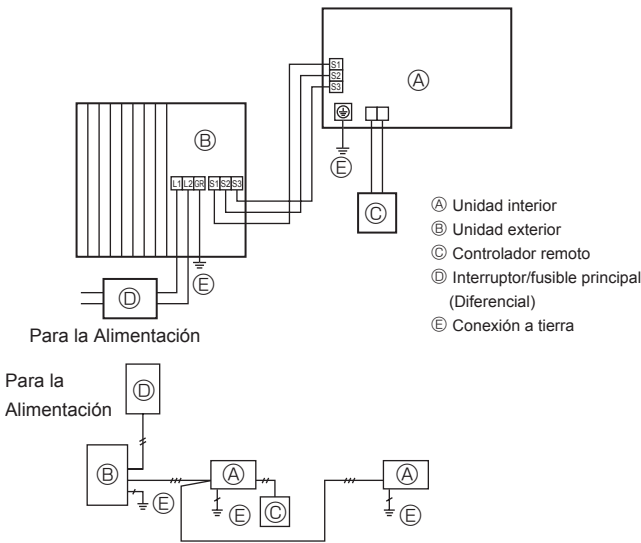 S1
S2
S3
Ⓐ
Ⓑ
Ⓔ
L1 L2 GR S1 S2 S3
Ⓒ
Ⓔ
Ⓓ
Para la Alimentación
Ⓐ Unidad interior
Ⓑ Unidad exterior
Ⓒ Controlador remoto
Ⓓ Interruptor/fusible principal
(Diferencial)
Ⓔ Conexión a tierra
Para la
Alimentación
Ⓓ
Ⓑ
Ⓐ
Ⓐ
Ⓔ
Ⓔ
Ⓒ
Ⓔ